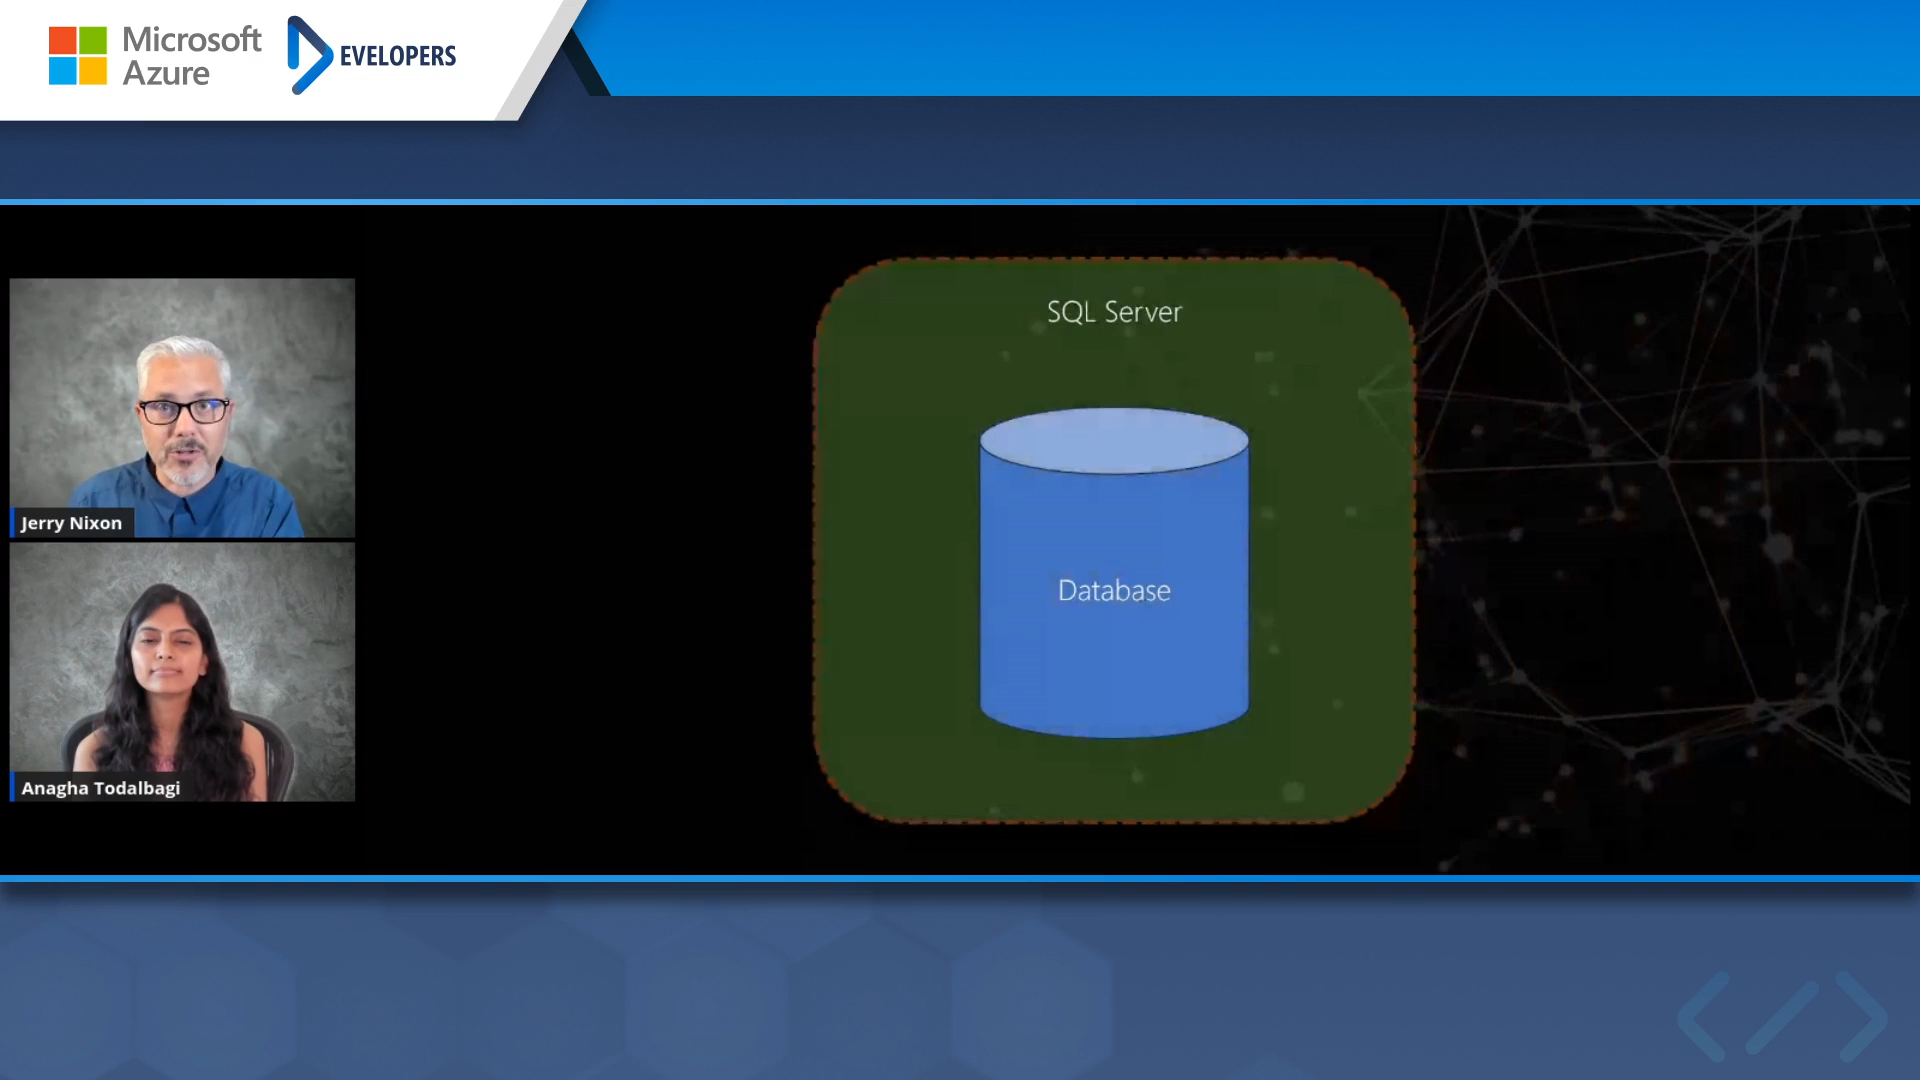 Microsoft
Azure
EVELOPERS
SQL Server
Database
Jerry Nixon
Anagha Todalbagi